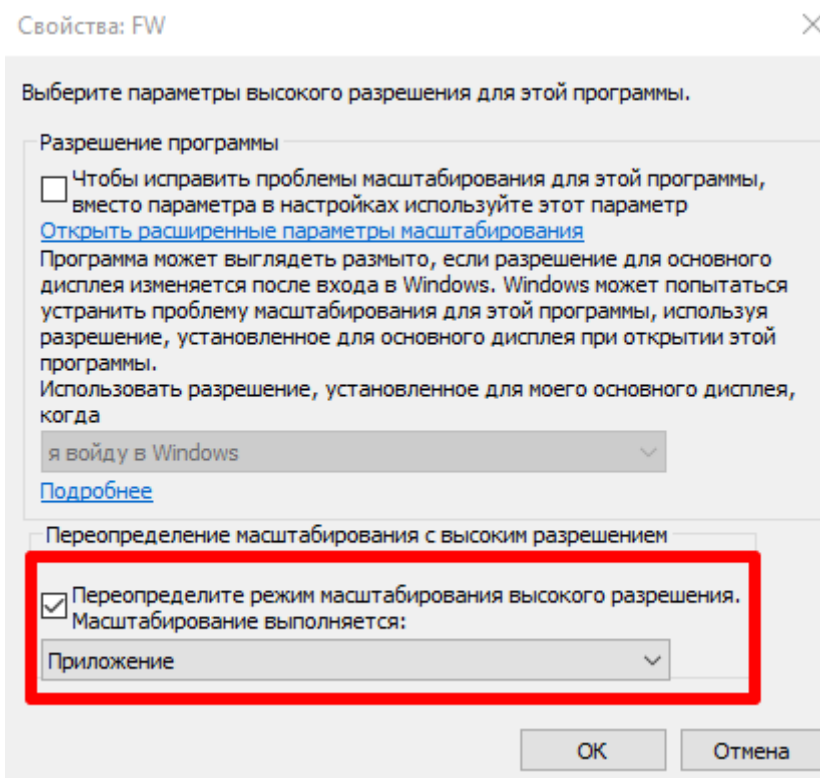 Свойства: FW
Выберите параметры высокого разрешения для этой программы.
Разрешение программы
Чтобы исправить проблемы масштабирования для этой программы,
вместо параметра в настройках используйте этот параметр
Открыть расширенные параметры масштабирования
Программа может выглядеть размыто, если разрешение для основного
дисплея изменяется после входа в Windows. Windows может попытаться
устранить проблему масштабирования для этой программы, используя
разрешение, установленное для основного дисплея при открытии этой
программы.
Использовать разрешение, установленное для моего основного дисплея,
когда
я войду в Windows
Подробнее
Переопределение масштабирования с высоким разрешением
Переопределите режим масштабирования высокого разрешения.
Масштабирование выполняется:
Приложение
ОК
Отмена